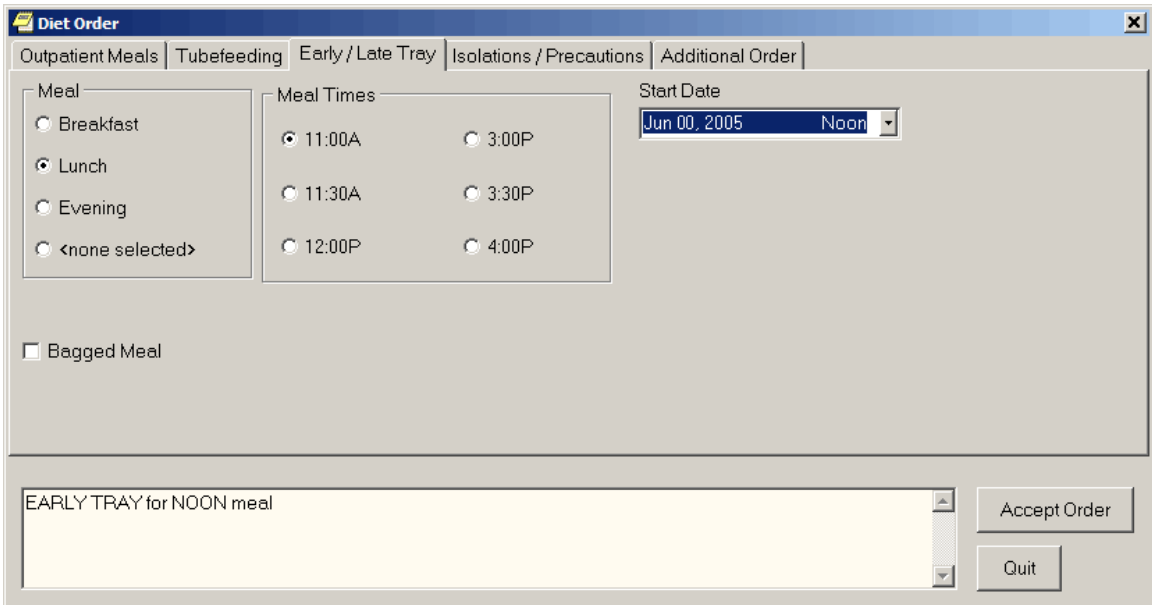 Diet Order
Outpatient Meals Tubefeeding Early / Late Tray Isolations / Precautions Additional Order
Meal
Breakfast
Lunch
Evening
<none selected>
Meal Times
11:00A 3:00P
11:30A 3:30P
12:00P 4:00P
Start Date
Jun 00, 2005 Noon
Bagged Meal
EARLY TRAY for NOON meal
Accept Order
Quit